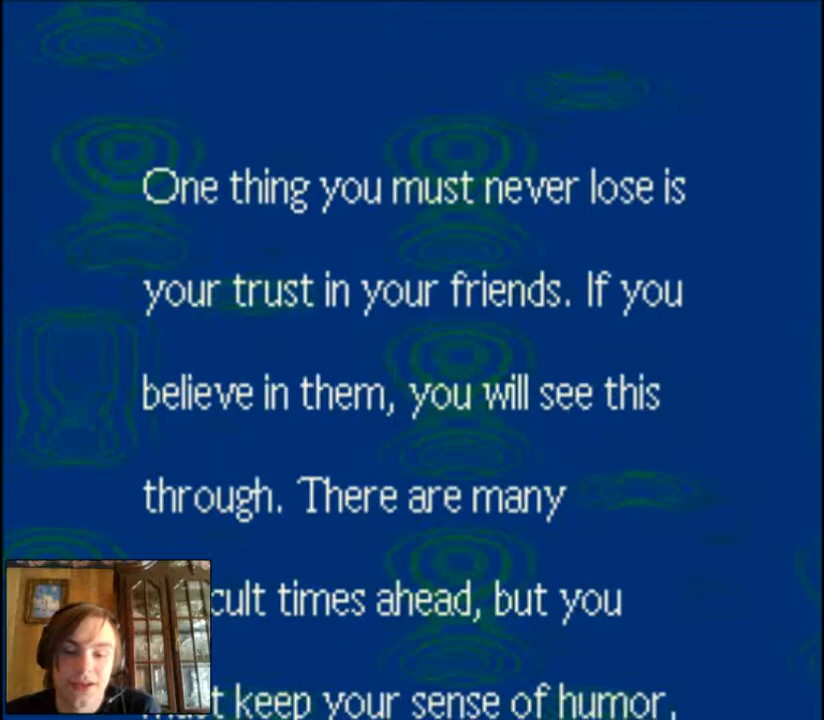 One thing you must never lose is
your trust in your friends. If you
believe in them, you will see this
through. There are many
cult times ahead, but you
keep your sense of humor,